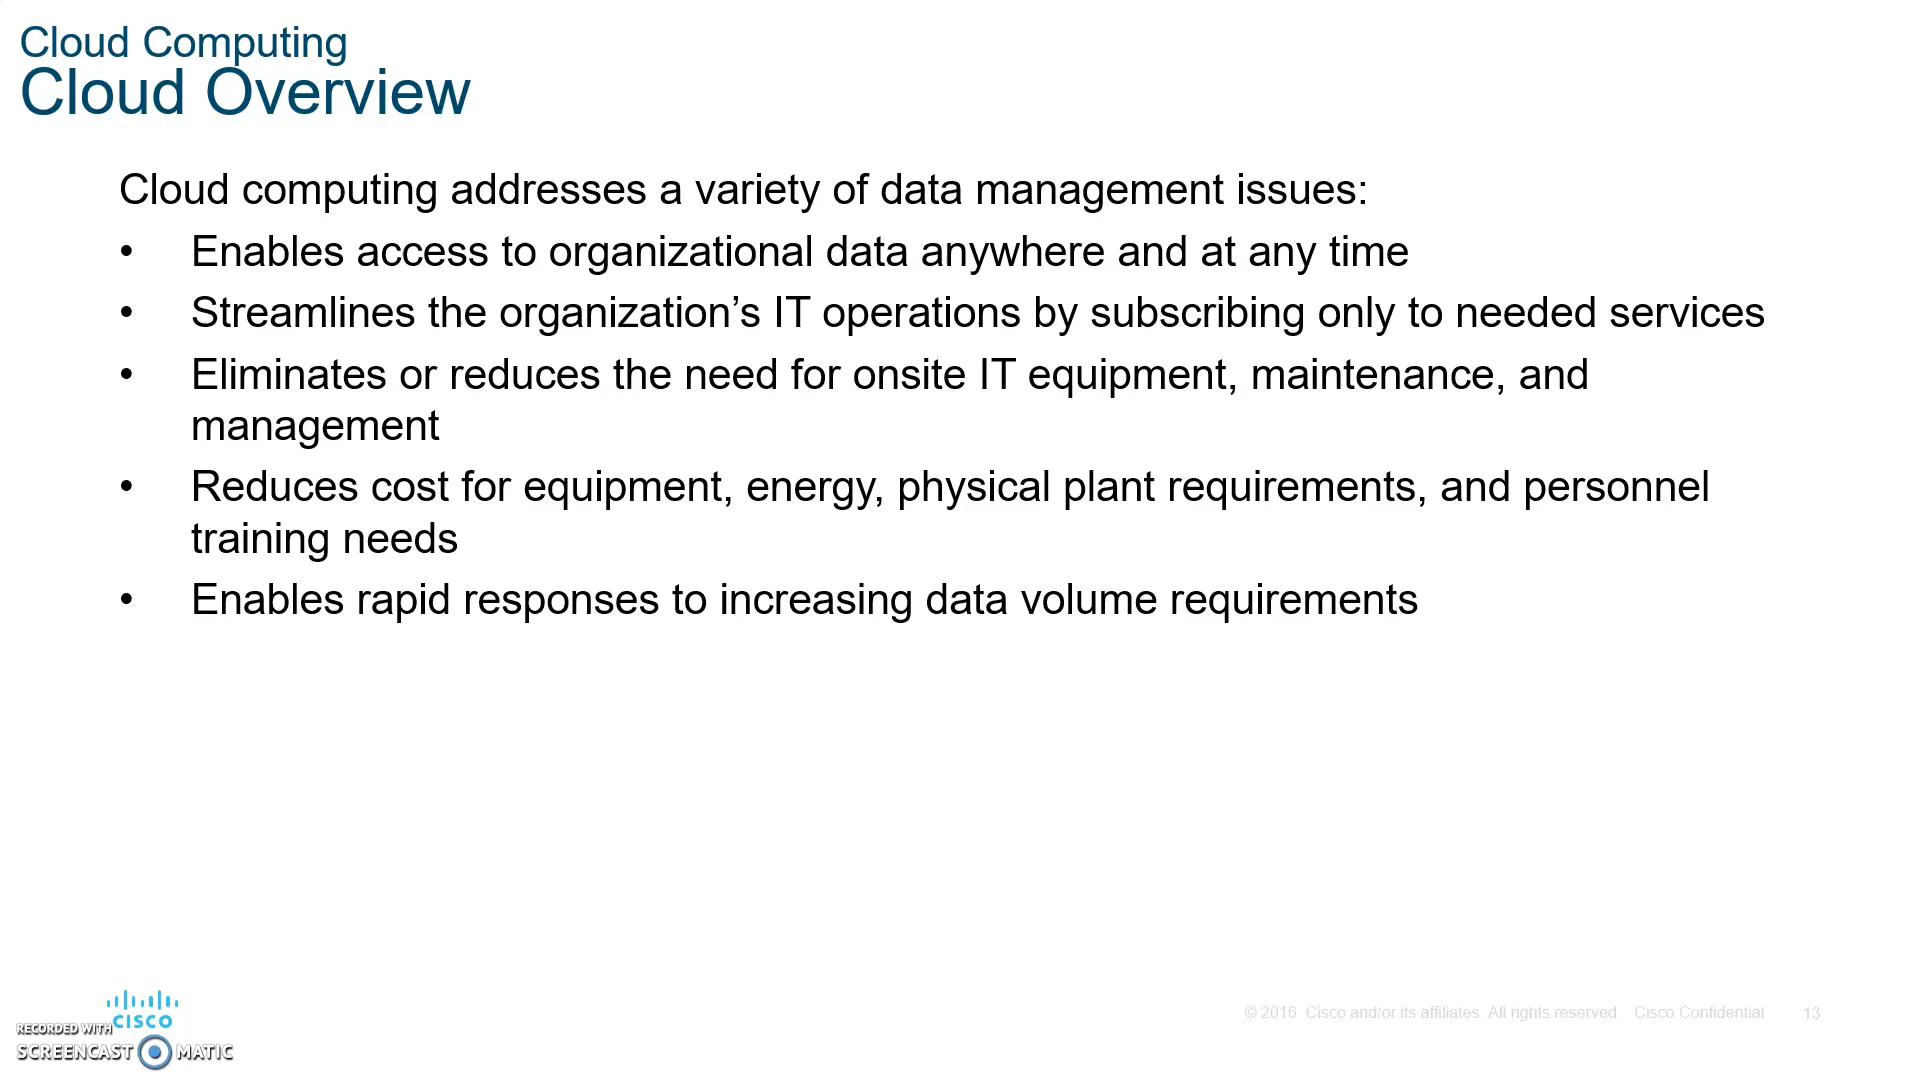 Cloud Computing
Cloud Overview
Cloud computing addresses a variety of data management issues:
• Enables access to organizational data anywhere and at any time
• Streamlines the organization’s IT operations by subscribing only to needed services
• Eliminates or reduces the need for onsite IT equipment, maintenance, and
management
• Reduces cost for equipment, energy, physical plant requirements, and personnel
training needs
• Enables rapid responses to increasing data volume requirements
CISCO
RECORDED WITH
SCREENCAST MATIC
© 2016 Cisco and/or its affiliates. All rights reserved. Cisco Confidential 13